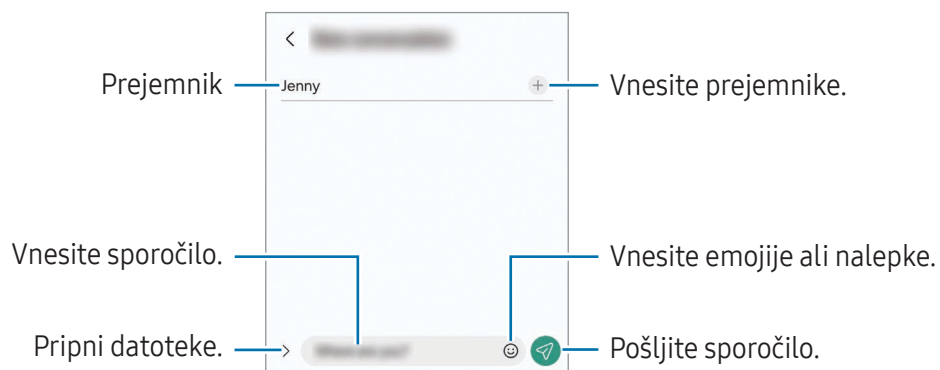 Prejemnik
Jenny
Vnesite prejemnike.
Vnesite sporočilo.
Vnesite emojije ali nalepke.
Pripni datoteke.
Pošljite sporočilo.